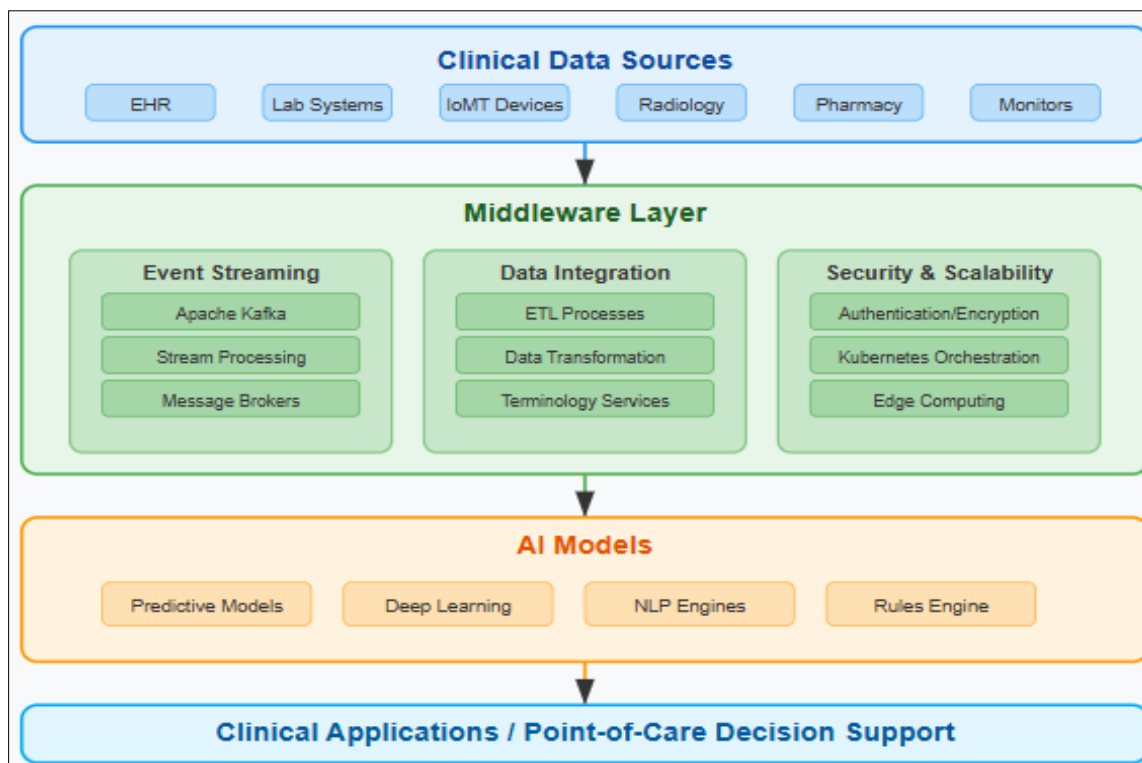 Clinical Data Sources
EHR Lab Systems IoMT Devices Radiology Pharmacy Monitors
Middleware Layer
Event Streaming
Apache Kafka
Stream Processing
Message Brokers
Data Integration
ETL Processes
Data Transformation
Terminology Services
Security & Scalability
Authentication/Encryption
Kubernetes Orchestration
Edge Computing
AI Models
Predictive Models Deep Learning NLP Engines Rules Engine
Clinical Applications / Point-of-Care Decision Support